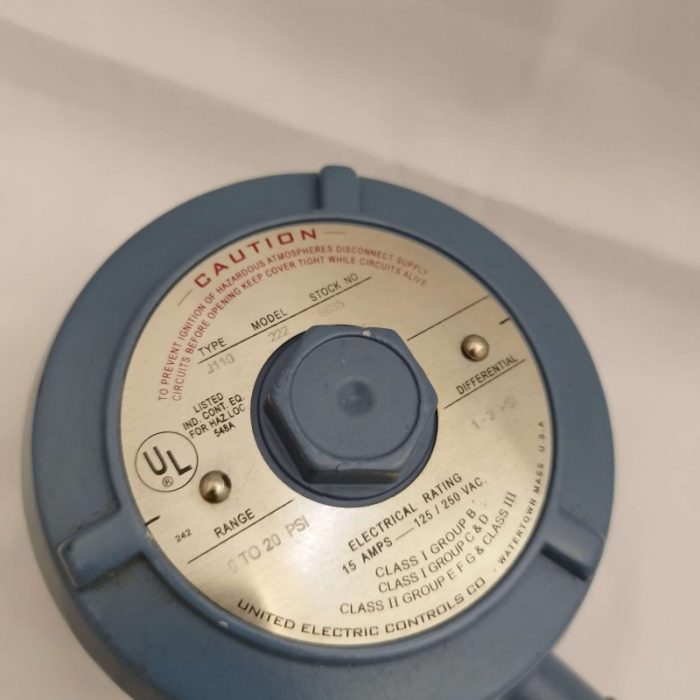 CAUTION
TO PREVENT IGNITION OF HAZARDOUS ATMOSPHERES DISCONNECT SUPPLY
CIRCUITS BEFORE OPENING KEEP COVER TIGHT WHILE CIRCUITS ALIVE
TYPE MODEL STOCK NO
J110 222
LISTED
IND. CONT. EQ.
FOR HAZ.LOC.
548A
UL
®
DIFFERENTIAL
1-2 PSI
242
RANGE
0 TO 20 PSI
ELECTRICAL RATING
15 AMPS — 125 / 250 VAC.
CLASS I GROUP B
CLASS I GROUP C & D
CLASS II GROUP E F G & CLASS III
UNITED ELECTRIC CONTROLS CO . WATERTOWN MASS. U.S.A